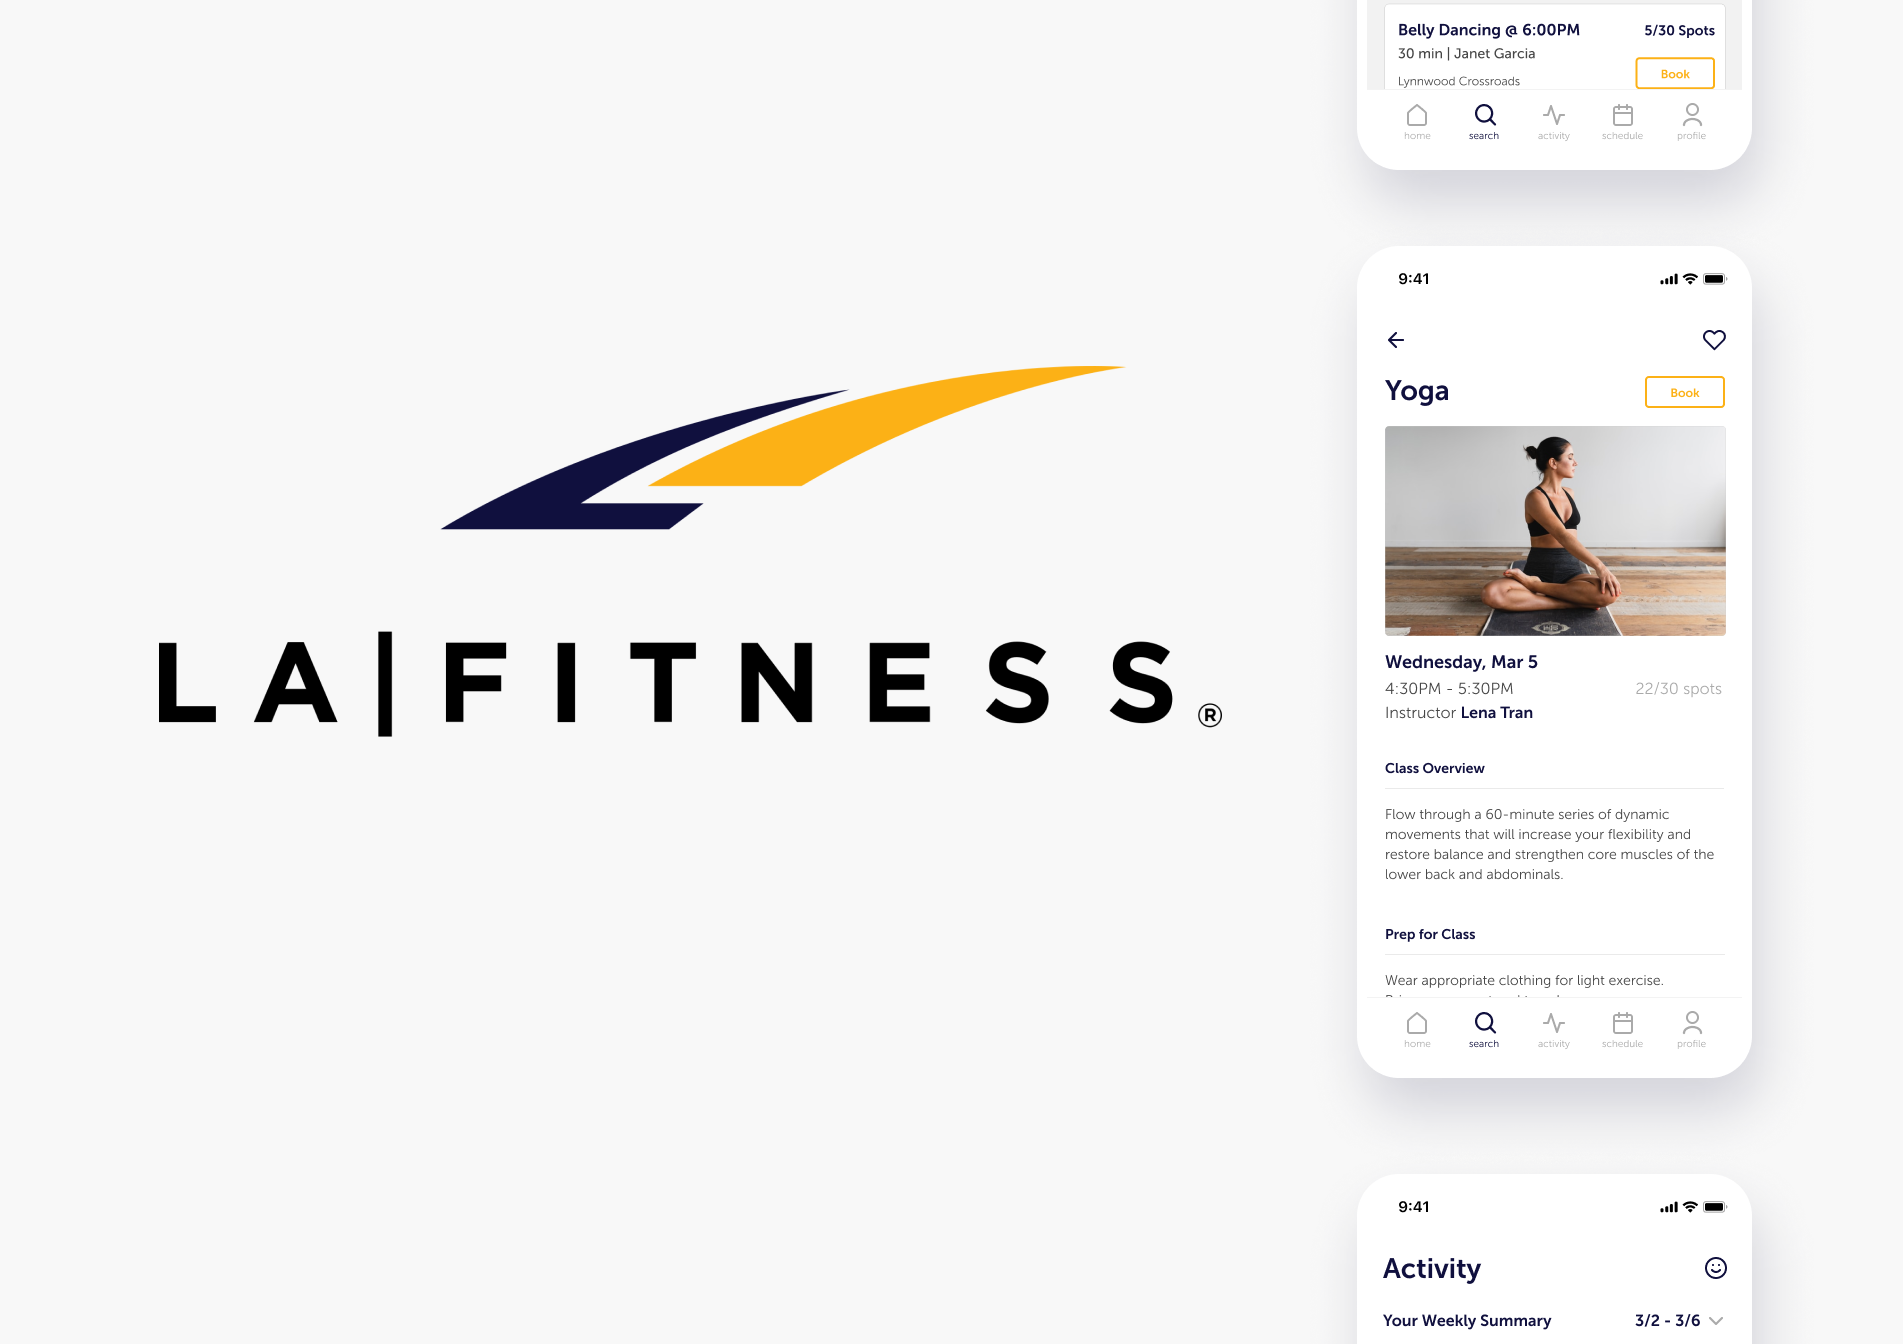 LA|FITNESS®
Belly Dancing @ 6:00PM
5/30 Spots
30 min | Janet Garcia
Book
Lynnwood Crossroads
home
search
activity
schedule
profile
9:41
Yoga
Book
Wednesday, Mar 5
4:30PM - 5:30PM
22/30 spots
Instructor Lena Tran
Class Overview
Flow through a 60-minute series of dynamic
movements that will increase your flexibility and
restore balance and strengthen core muscles of the
lower back and abdominals.
Prep for Class
Wear appropriate clothing for light exercise.
home
search
activity
schedule
profile
9:41
Activity
Your Weekly Summary
3/2 - 3/6